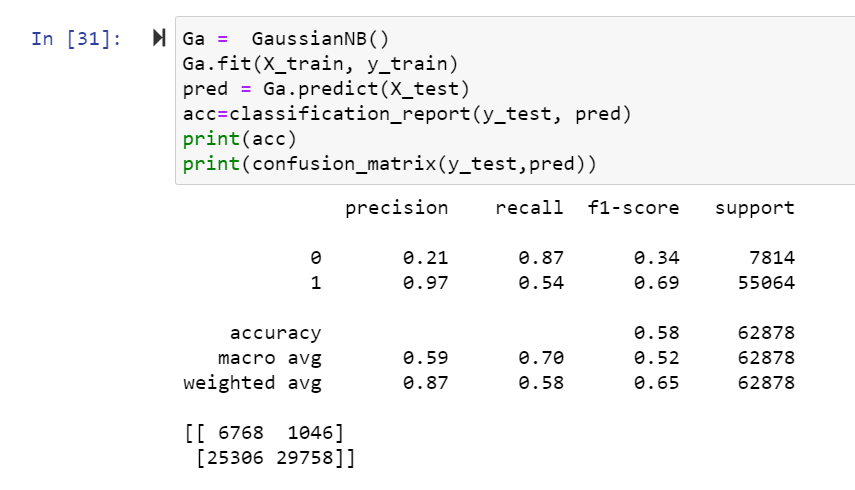 In [31]:
Ga =  GaussianNB()
Ga.fit(X_train, y_train)
pred = Ga.predict(X_test)
acc=classification_report(y_test, pred)
print(acc)
print(confusion_matrix(y_test,pred))
precision recall f1-score support
0 0.21 0.87 0.34 7814
1 0.97 0.54 0.69 55064
accuracy 0.58 62878
macro avg 0.59 0.70 0.52 62878
weighted avg 0.87 0.58 0.65 62878
[[ 6768  1046]
[25306 29758]]